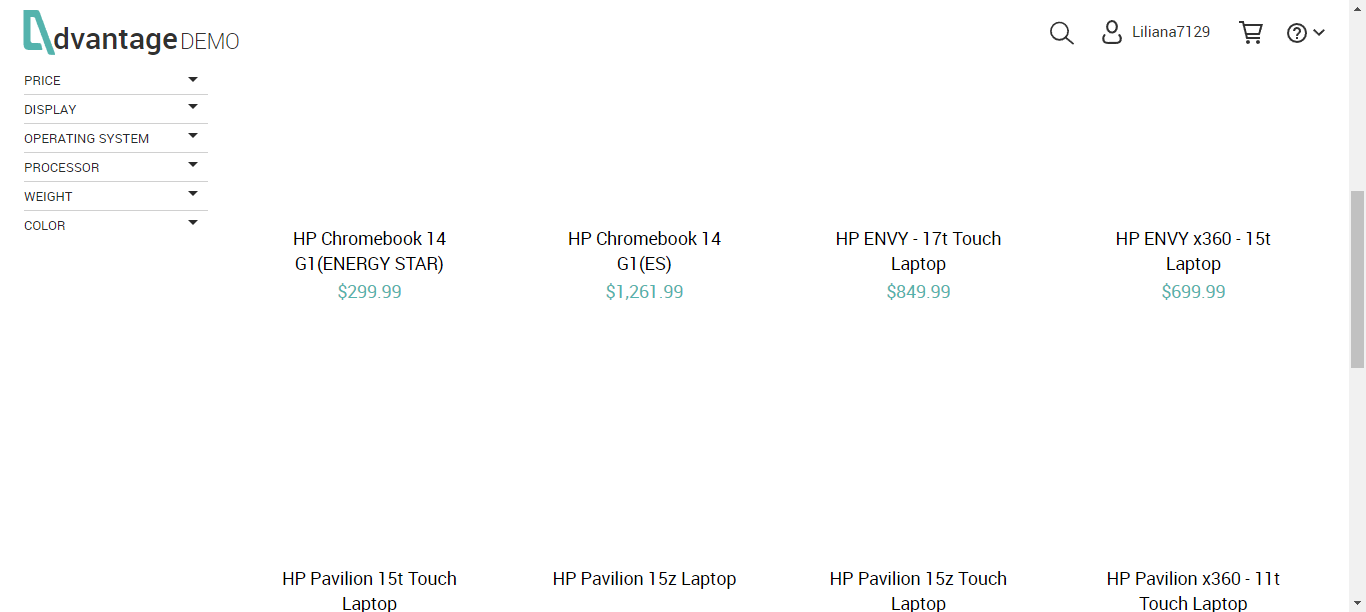 AdvantageDEMO
Liliana7129
PRICE
DISPLAY
OPERATING SYSTEM
PROCESSOR
WEIGHT
COLOR
HP Chromebook 14
G1(ENERGY STAR)
$299.99
HP Chromebook 14
G1(ES)
$1,261.99
HP ENVY - 17t Touch
Laptop
$849.99
HP ENVY x360 - 15t
Laptop
$699.99
HP Pavilion 15t Touch
Laptop
HP Pavilion 15z Laptop
HP Pavilion 15z Touch
Laptop
HP Pavilion x360 - 11t
Touch Laptop